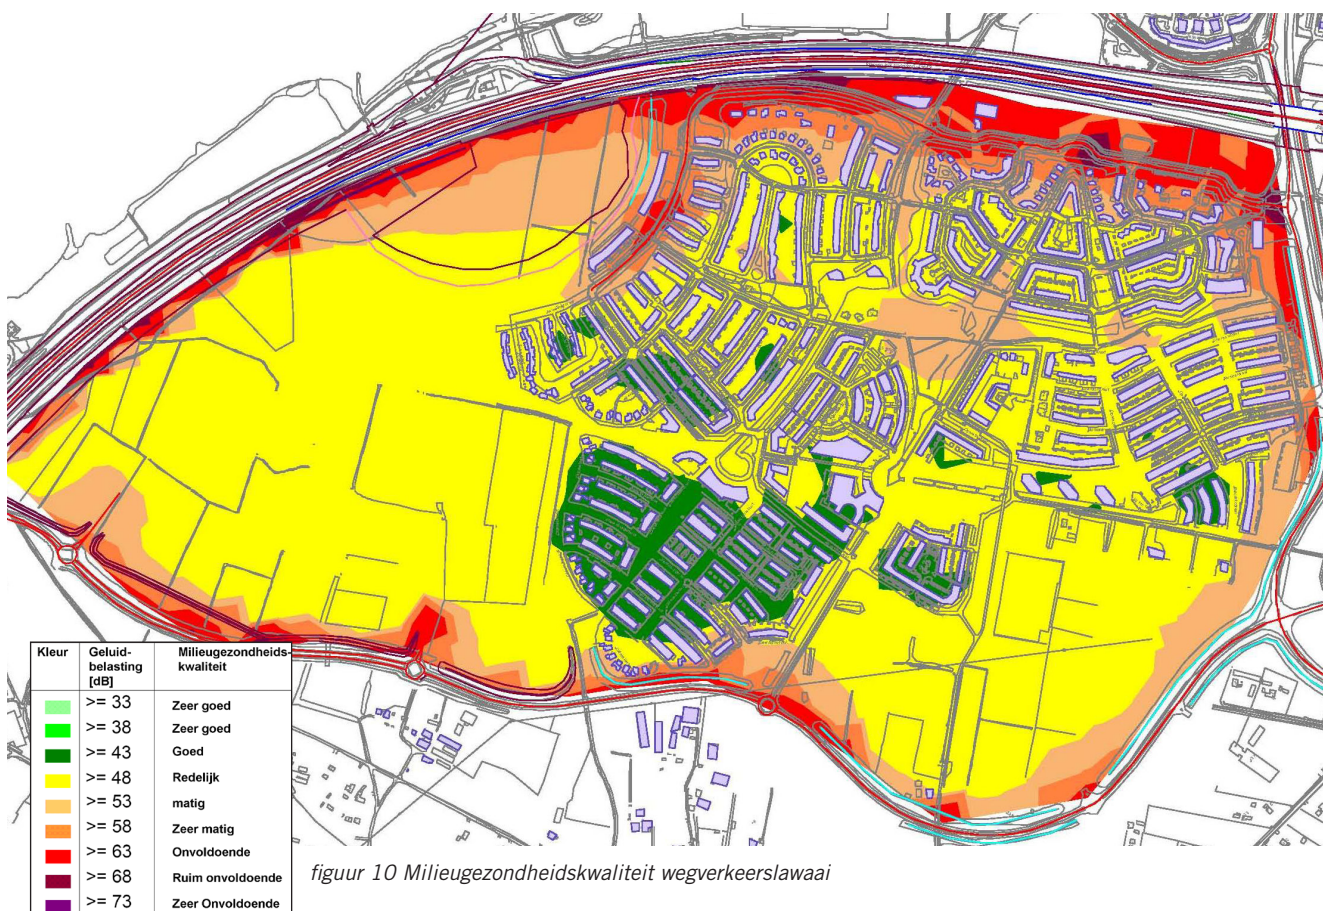 Kleur Geluid- Milieugezondheids-
belasting kwaliteit
[dB]
>= 33 Zeer goed
>= 38 Zeer goed
>= 43 Goed
>= 48 Redelijk
>= 53 matig
>= 58 Zeer matig
>= 63 Onvoldoende
>= 68 Ruim onvoldoende
>= 73 Zeer Onvoldoende
figuur 10 Milieugezondheidskwaliteit wegverkeerslawaai